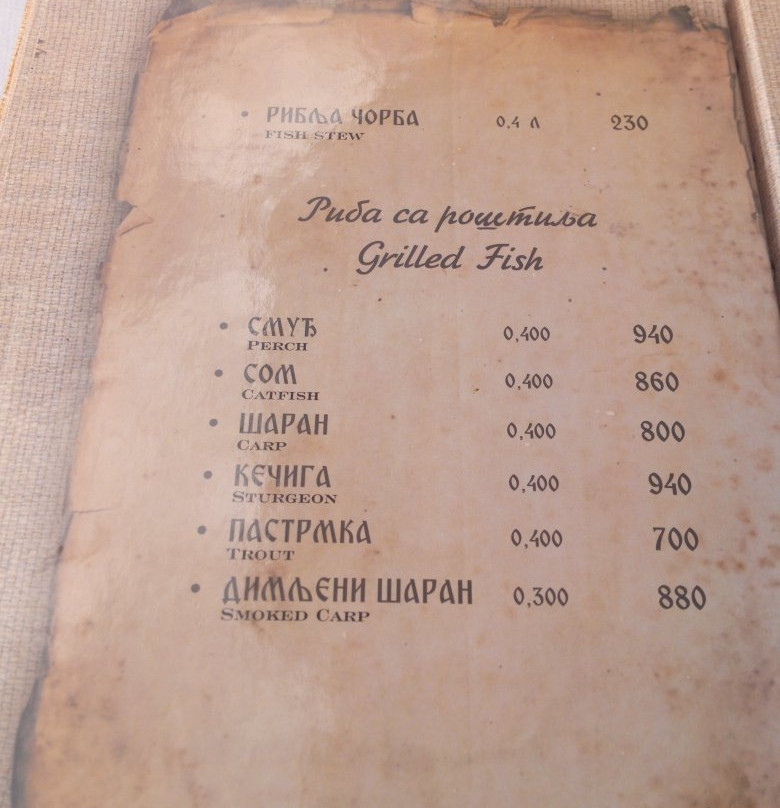 • РИБЉА ЧОРБА 0,4 Л 230
FISH STEW
Риба са роштиља
Grilled Fish
• СМУЂ 0,400 940
PERCH
• СОМ 0,400 860
CATFISH
• ШАРАН 0,400 800
CARP
• КЕЧИГА 0,400 940
STURGEON
• ПАСТРМКА 0,400 700
TROUT
• ДИМЉЕНИ ШАРАН 0,300 880
SMOKED CARP